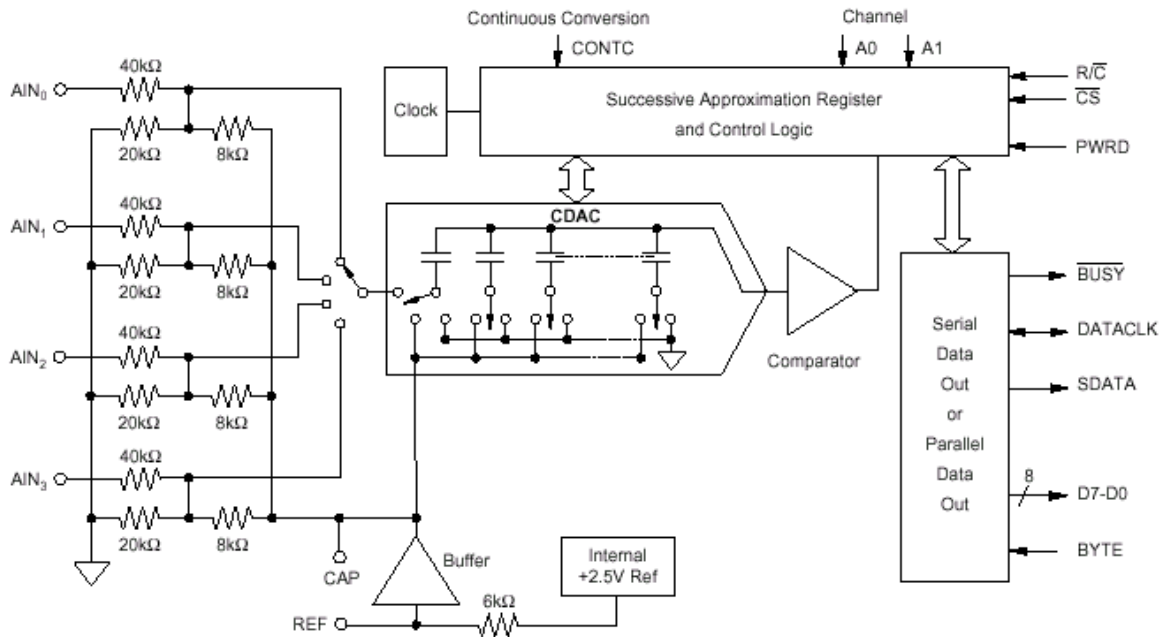 Continuous Conversion
Channel
CONTC
A0
A1
40kΩ
AIN₀
20kΩ
8kΩ
Clock
Successive Approximation Register
and Control Logic
R/C̅
C̅S̅
PWRD
40kΩ
AIN₁
20kΩ
8kΩ
CDAC
Comparator
40kΩ
AIN₂
20kΩ
8kΩ
40kΩ
AIN₃
20kΩ
8kΩ
Serial
Data
Out
or
Parallel
Data
Out
B̅U̅S̅Y̅
DATACLK
SDATA
8
D7-D0
BYTE
CAP
Buffer
Internal
+2.5V Ref
6kΩ
REF